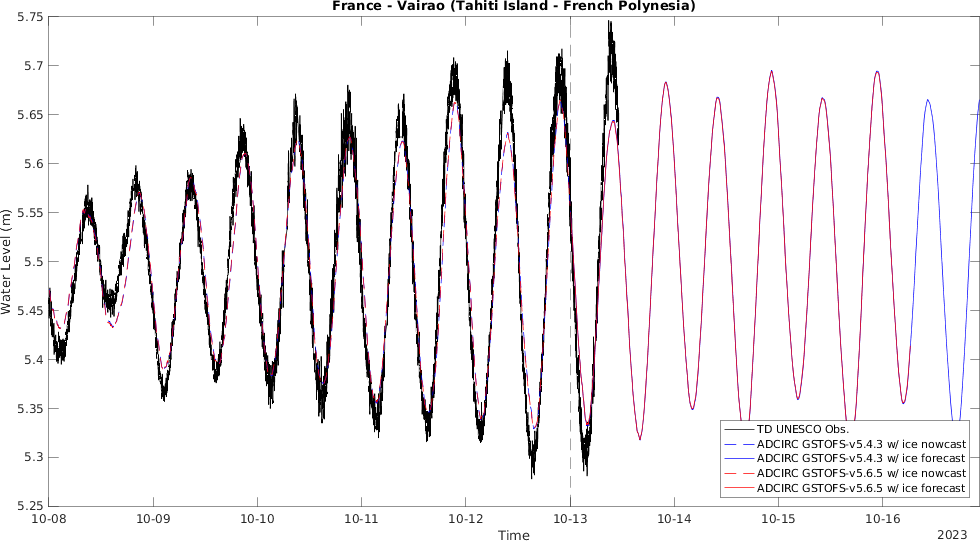 France - Vairao (Tahiti Island - French Polynesia)
5.75
5.7
5.65
5.6
5.55
5.5
5.45
5.4
5.35
5.3
5.25
Water Level (m)
TD UNESCO Obs.
ADCIRC GSTOFS-v5.4.3 w/ ice nowcast
ADCIRC GSTOFS-v5.4.3 w/ ice forecast
ADCIRC GSTOFS-v5.6.5 w/ ice nowcast
ADCIRC GSTOFS-v5.6.5 w/ ice forecast
10-08 10-09 10-10 10-11 10-12 10-13 10-14 10-15 10-16
Time
2023